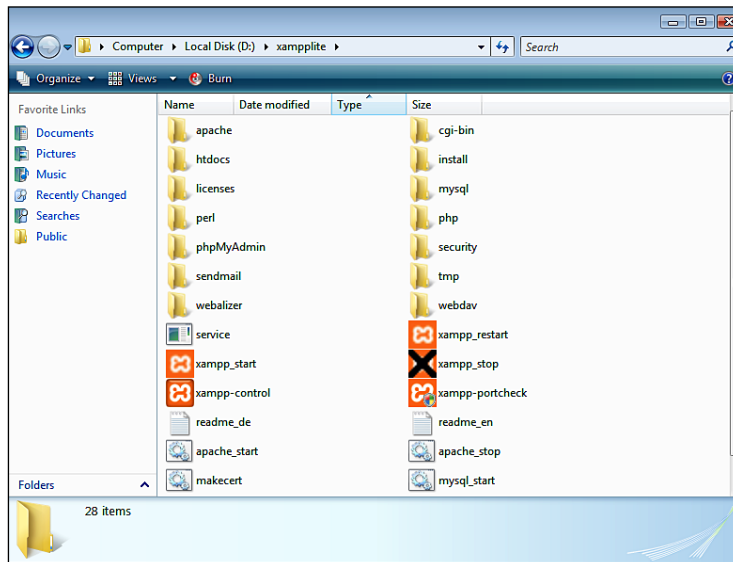 Computer Local Disk (D:) xampplite Search
Organize Views Burn
Favorite Links
Documents
Pictures
Music
Recently Changed
Searches
Public
Folders
Name Date modified Type Size
apache cgi-bin
htdocs install
licenses mysql
perl php
phpMyAdmin security
sendmail tmp
webalizer webdav
service xampp_restart
xampp_start xampp_stop
xampp-control xampp-portcheck
readme_de readme_en
apache_start apache_stop
makecert mysql_start
28 items